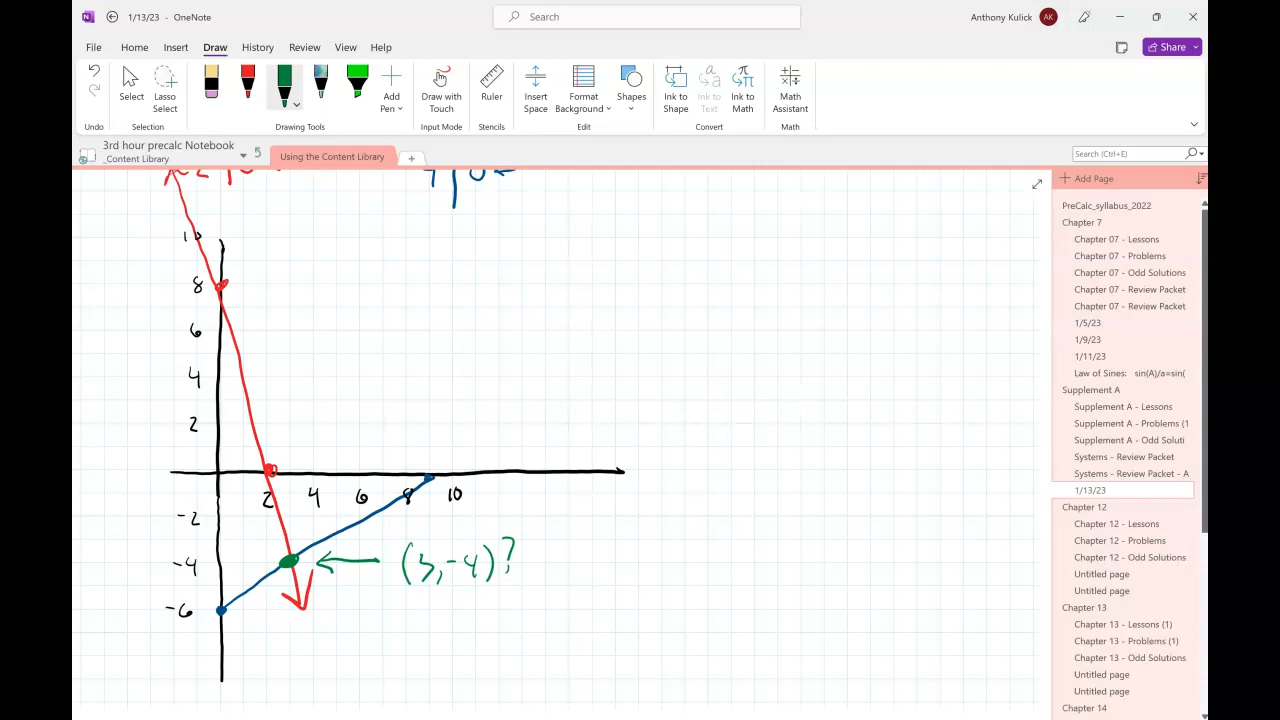 1/13/23 - OneNote
Search
Anthony Kulick AK
File Home Insert Draw History Review View Help
Share
Undo
Select
Lasso Select
Add Pen
Draw with Touch
Ruler
Insert Space
Format Background
Shapes
Ink to Shape
Ink to Text
Ink to Math
Math Assistant
Selection Drawing Tools Input Mode Stencils Edit Convert Math
3rd hour precalc Notebook
_Content Library
Using the Content Library
Search (Ctrl+E)
Add Page
PreCalc_syllabus_2022
Chapter 7
Chapter 07 - Lessons
Chapter 07 - Problems
Chapter 07 - Odd Solutions
Chapter 07 - Review Packet
Chapter 07 - Review Packet
1/5/23
1/9/23
1/11/23
Law of Sines: sin(A)/a=sin(
Supplement A
Supplement A - Lessons
Supplement A - Problems (1
Supplement A - Odd Soluti
Systems - Review Packet
Systems - Review Packet - A
1/13/23
Chapter 12
Chapter 12 - Lessons
Chapter 12 - Problems
Chapter 12 - Odd Solutions
Untitled page
Untitled page
Chapter 13
Chapter 13 - Lessons (1)
Chapter 13 - Problems (1)
Chapter 13 - Odd Solutions
Untitled page
Untitled page
Chapter 14
10
8
6
4
2
2 4 6 8 10
-2
-4
(3,-4)?
-6